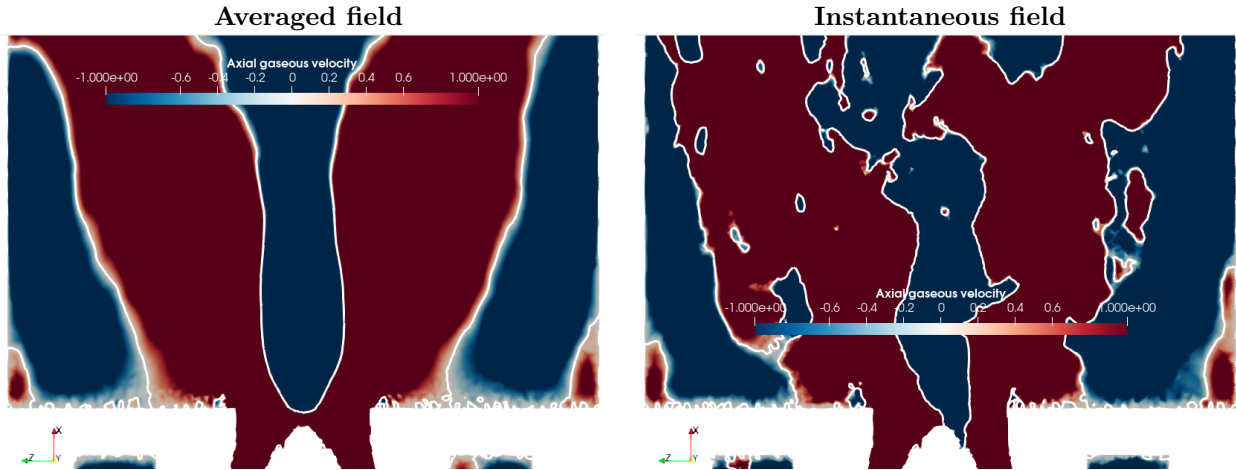 Averaged field
Instantaneous field
Axial gaseous velocity
-1.000e+00 -0.6 -0.4 -0.2 0 0.2 0.4 0.6 1.000e+00
Axial gaseous velocity
-1.000e+00 -0.6 -0.4 -0.2 0 0.2 0.4 0.6 1.000e+00
X
Z
Y
X
Z
Y